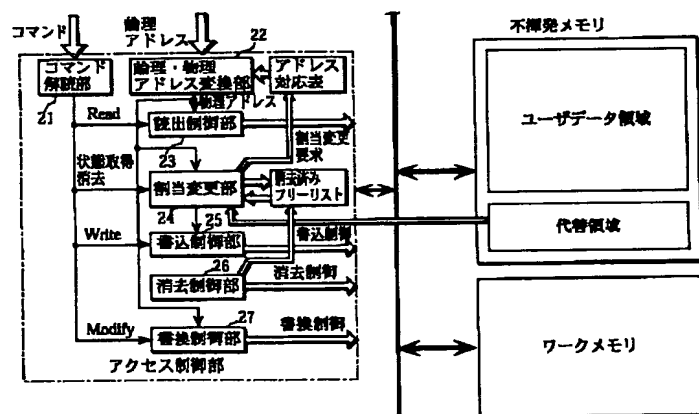 コマンド
論理
アドレス
22
コマンド
解読部
21
論理・物理
アドレス変換部
アドレス
対応表
物理アドレス
Read
読出制御部
23
割当変更
要求
状態取得
消去
割当変更部
24
消去済み
フリーリスト
25
Write
書込制御部
書込制御
26
消去制御部
消去制御
27
Modify
書換制御部
書換制御
アクセス制御部
不揮発メモリ
ユーザデータ領域
代替領域
ワークメモリ